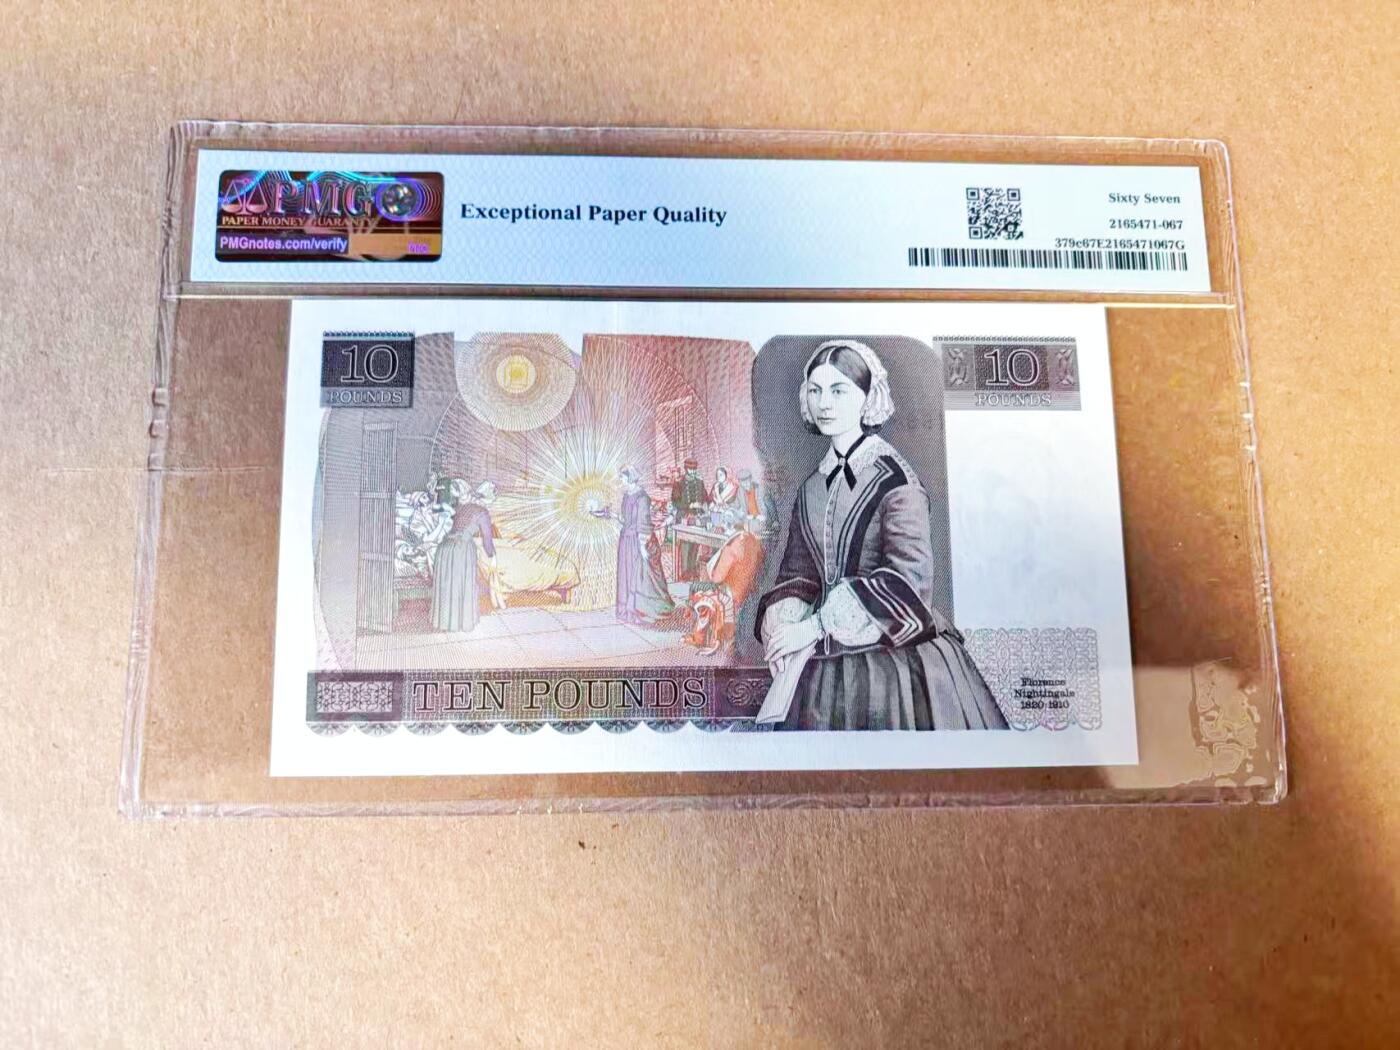 PMG
PAPER MONEY GUARANTY
PMGnotes.com/verify
Exceptional Paper Quality
Sixty Seven
2165471-067
379c67E2165471067G
10
POUNDS
10
POUNDS
TEN POUNDS
Florence
Nightingale
1820-1910